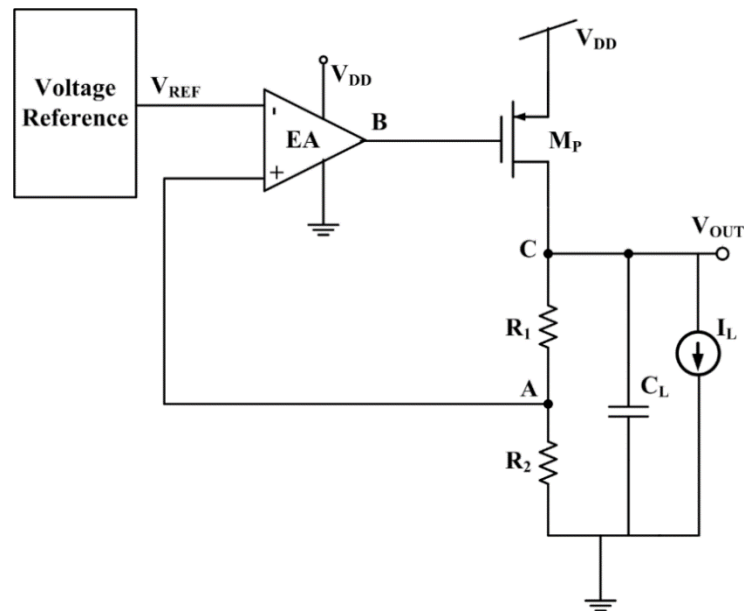 Voltage
Reference
VREF
VDD
-
EA
+
B
VDD
MP
C
VOUT
R1
IL
A
CL
R2